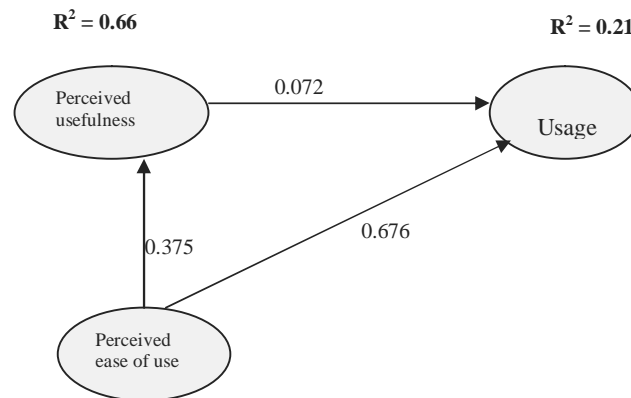 R² = 0.66
R² = 0.21
Perceived
usefulness
0.072
Usage
0.375
0.676
Perceived
ease of use